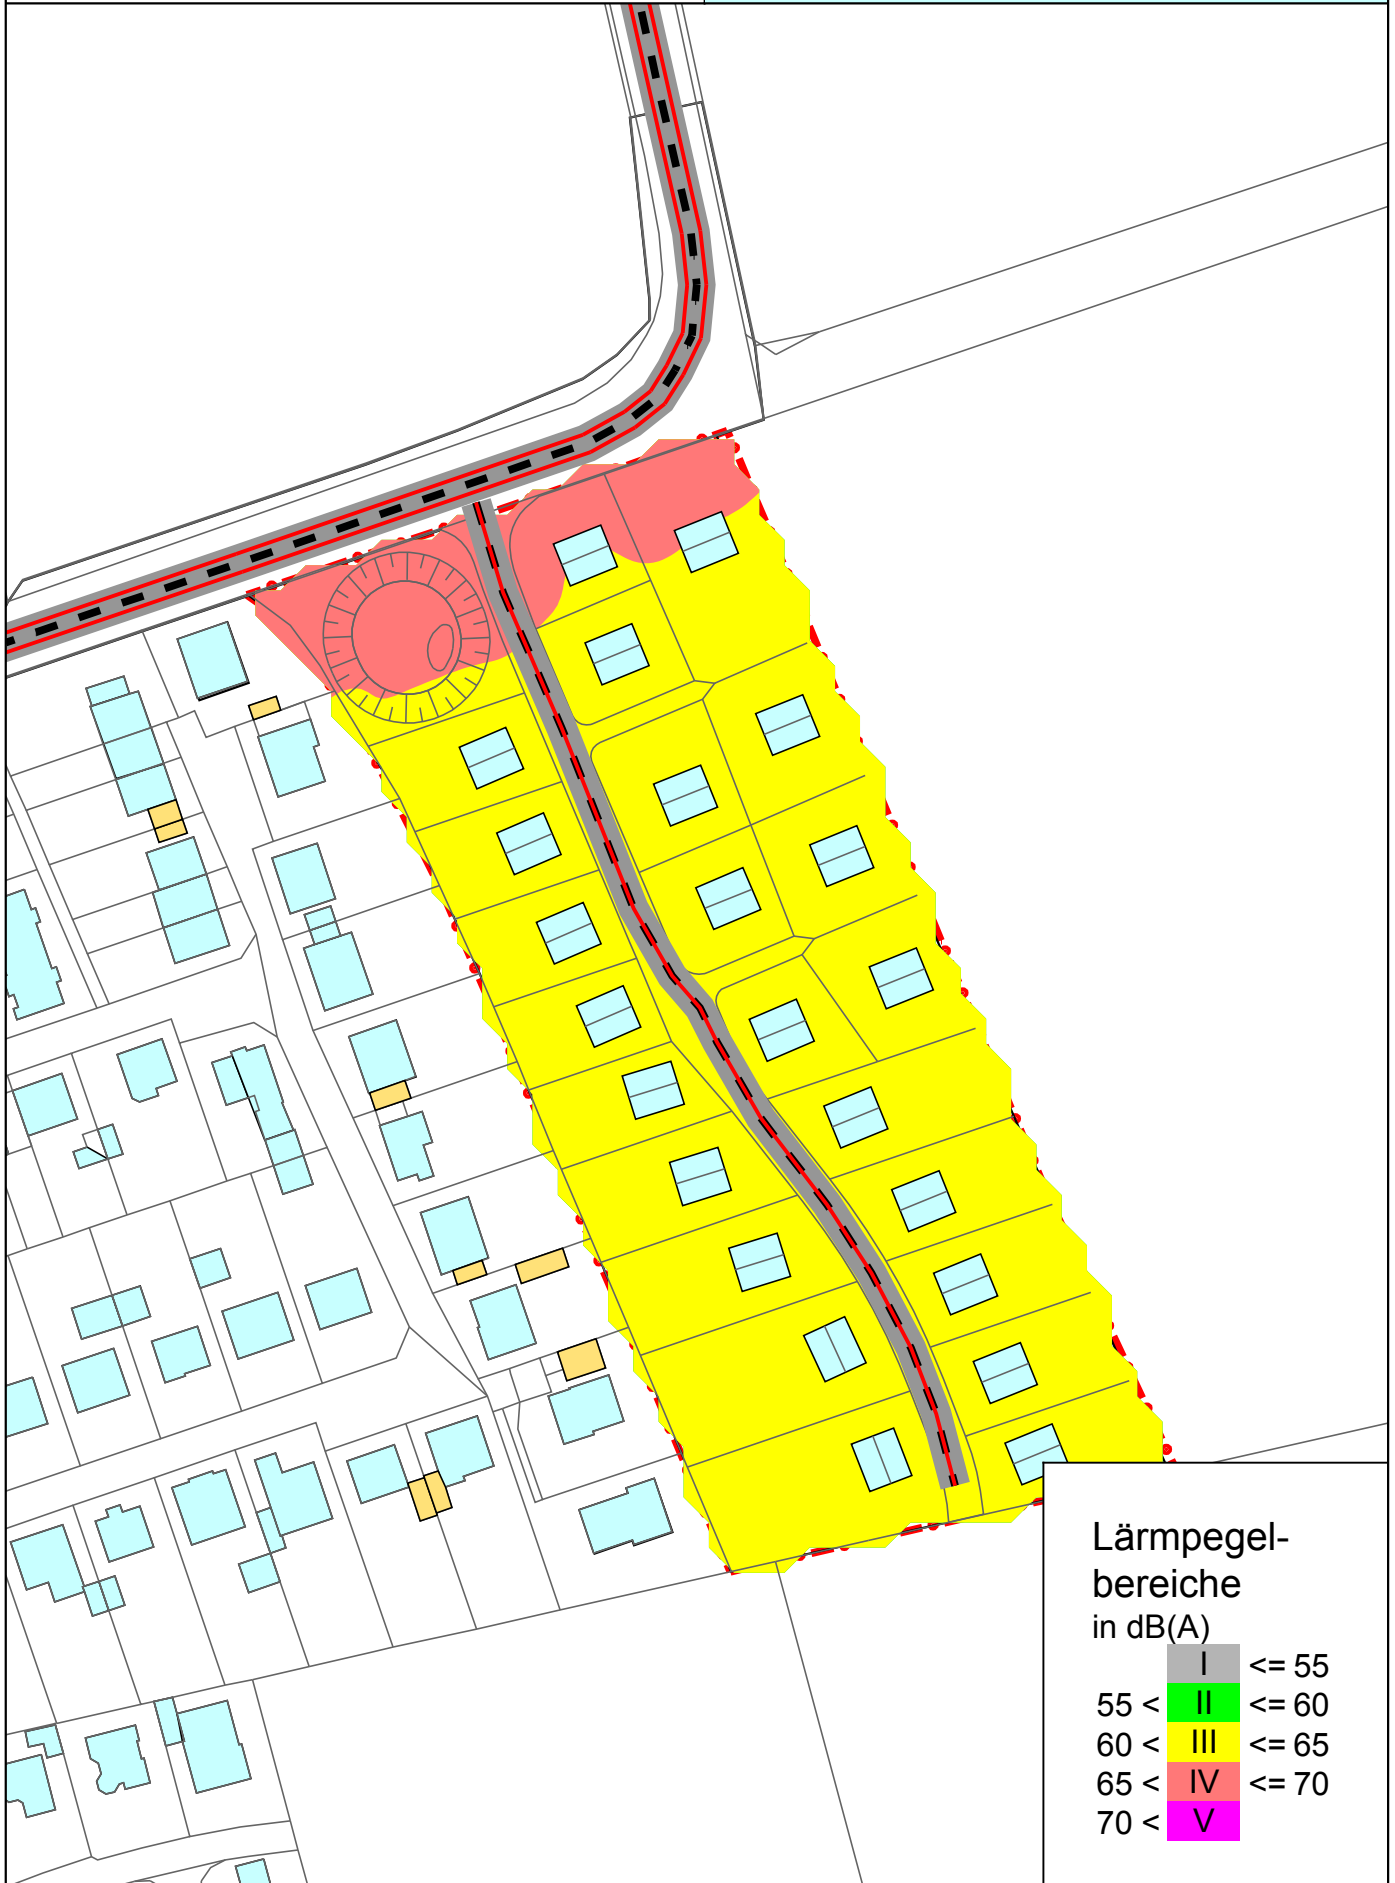 Lärmpegel-
bereiche
in dB(A)
I <= 55
55 < II <= 60
60 < III <= 65
65 < IV <= 70
70 < V